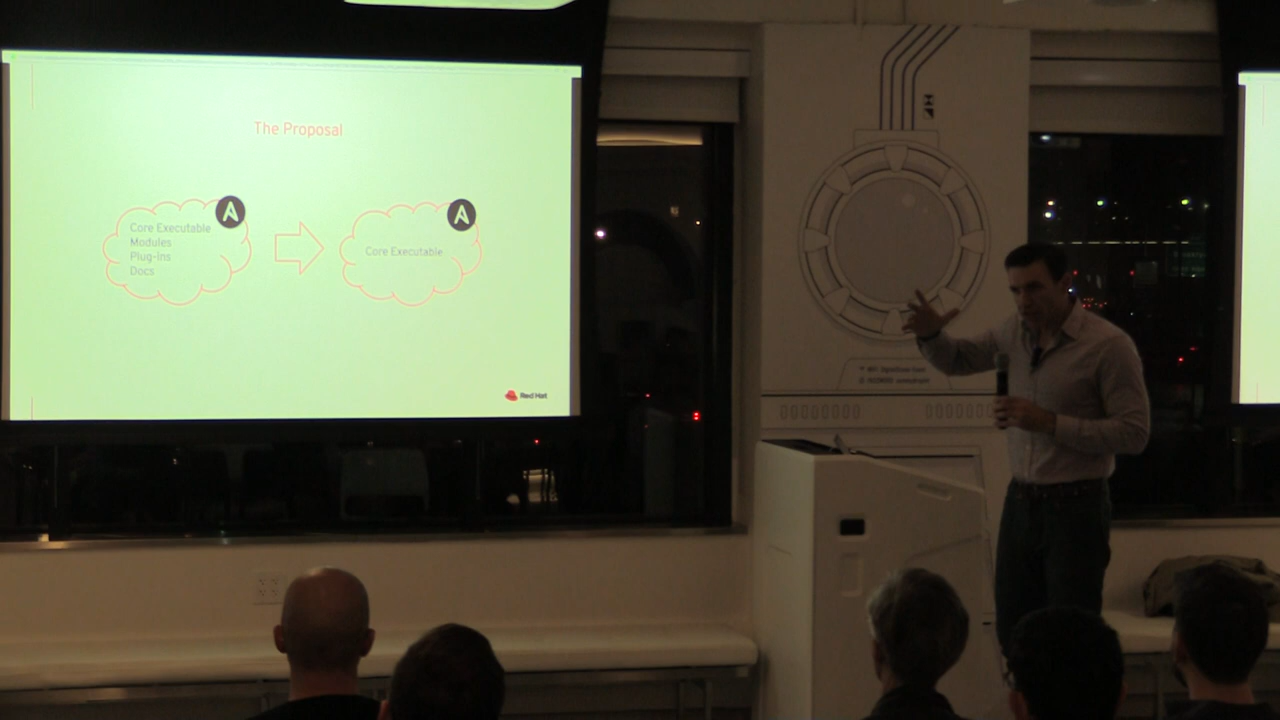 The Proposal
Core Executable
Modules
Plug-Ins
Docs
Core Executable
Red Hat